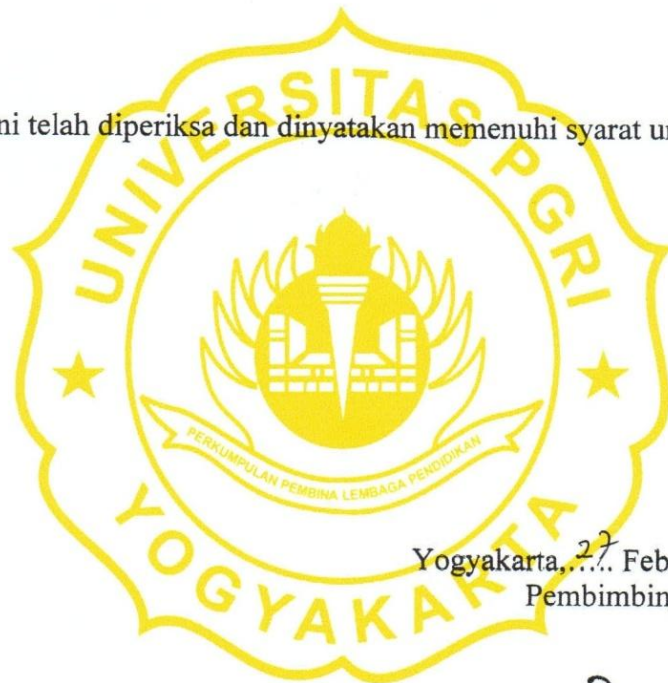 UNIVERSITAS PGRI
ni telah diperiksa dan dinyatakan memenuhi syarat
PERKUMPULAN PEMBINA LEMBAGA PENDIDIKAN
Yogyakarta,..27.. Feb
Pembimbin
YOGYAKARTA